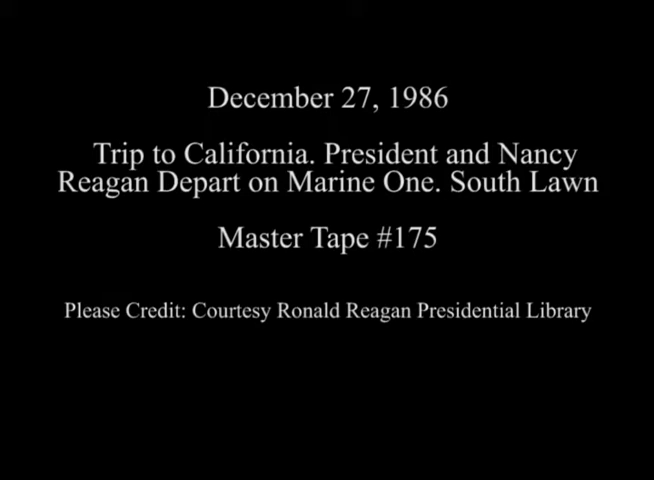 December 27, 1986
Trip to California. President and Nancy
Reagan Depart on Marine One. South Lawn
Master Tape #175
Please Credit: Courtesy Ronald Reagan Presidential Library